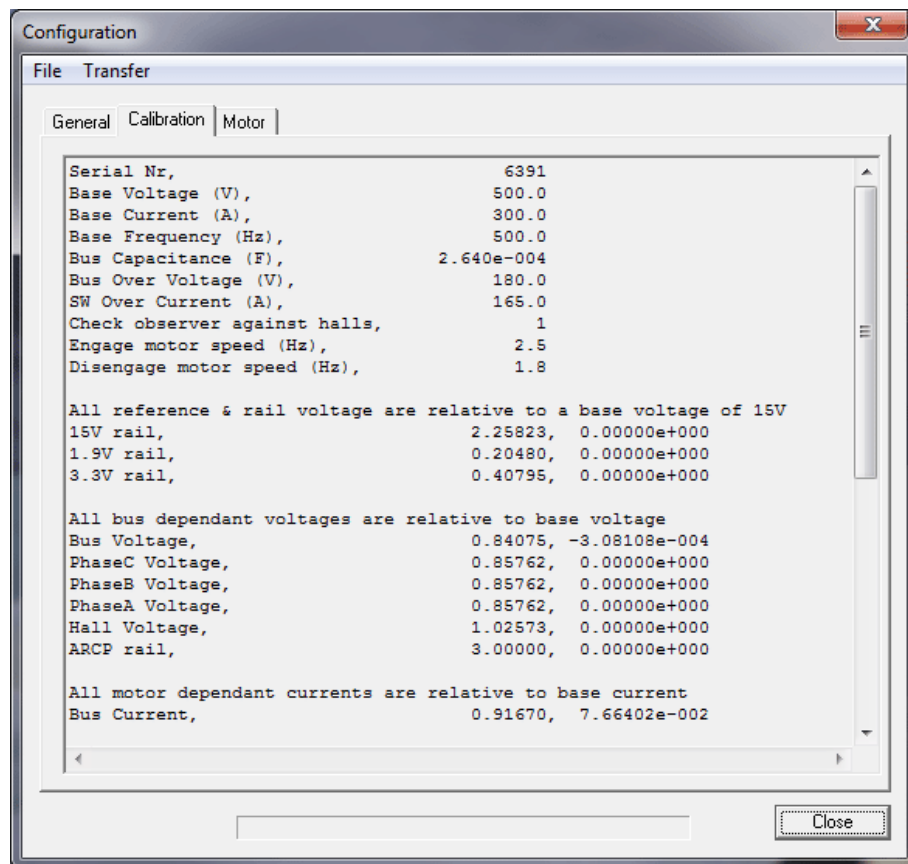 Configuration
File Transfer
General Calibration Motor
Serial Nr, 6391
Base Voltage (V), 500.0
Base Current (A), 300.0
Base Frequency (Hz), 500.0
Bus Capacitance (F), 2.640e-004
Bus Over Voltage (V), 180.0
SW Over Current (A), 165.0
Check observer against halls, 1
Engage motor speed (Hz), 2.5
Disengage motor speed (Hz), 1.8
All reference & rail voltage are relative to a base voltage of 15V
15V rail, 2.25823, 0.00000e+000
1.9V rail, 0.20480, 0.00000e+000
3.3V rail, 0.40795, 0.00000e+000
All bus dependant voltages are relative to base voltage
Bus Voltage, 0.84075, -3.08108e-004
PhaseC Voltage, 0.85762, 0.00000e+000
PhaseB Voltage, 0.85762, 0.00000e+000
PhaseA Voltage, 0.85762, 0.00000e+000
Hall Voltage, 1.02573, 0.00000e+000
ARCP rail, 3.00000, 0.00000e+000
All motor dependant currents are relative to base current
Bus Current, 0.91670, 7.66402e-002
Close